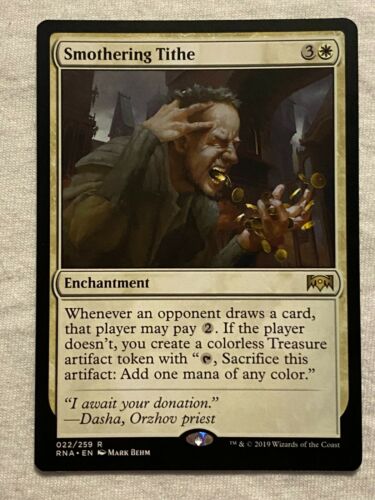 Smothering Tithe 3
Enchantment
Whenever an opponent draws a card,
that player may pay 2. If the player
doesn't, you create a colorless Treasure
artifact token with “, Sacrifice this
artifact: Add one mana of any color.”
“I await your donation.”
—Dasha, Orzhov priest
022/259 R
RNA • EN MARK BEHM
™ & © 2019 Wizards of the Coast